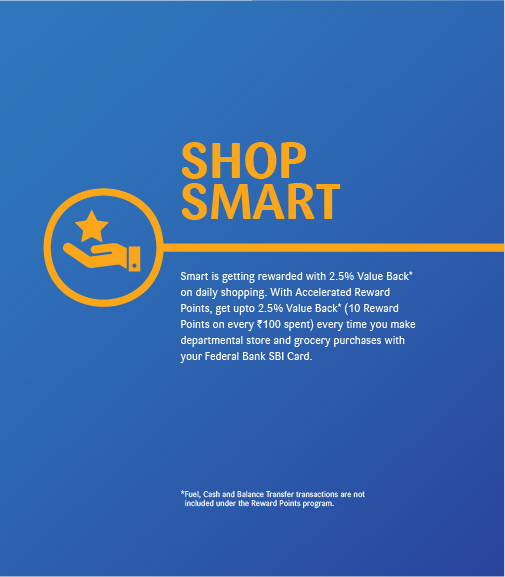 SHOP
SMART
Smart is getting rewarded with 2.5% Value Back*
on daily shopping. With Accelerated Reward
Points, get upto 2.5% Value Back* (10 Reward
Points on every ₹100 spent) every time you make
departmental store and grocery purchases with
your Federal Bank SBI Card.
*Fuel, Cash and Balance Transfer transactions are not
included under the Reward Points program.